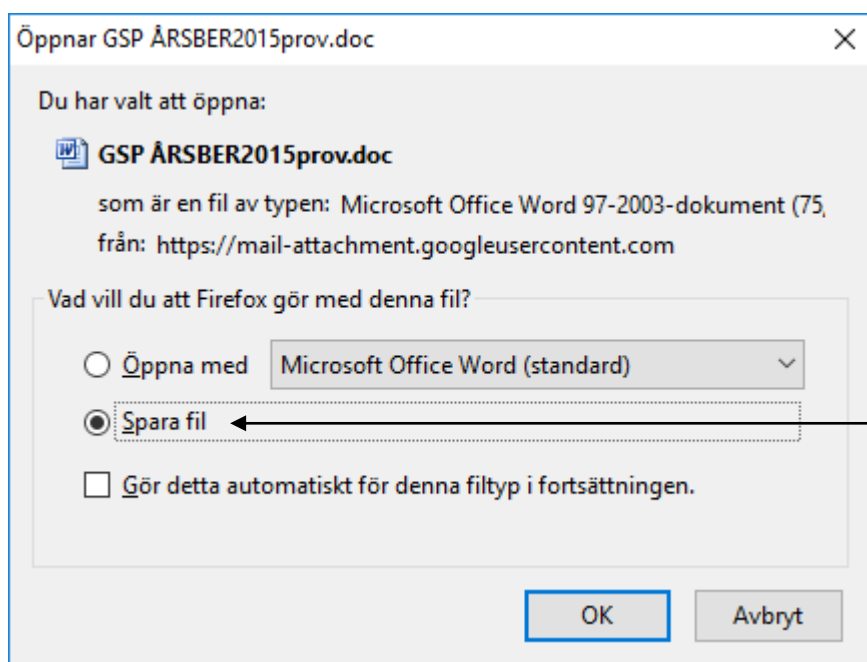 Öppnar GSP ÅRSBER2015prov.doc
Du har valt att öppna:
GSP ÅRSBER2015prov.doc
som är en fil av typen: Microsoft Office Word 97-2003-dokument (75,
från: https://mail-attachment.googleusercontent.com
Vad vill du att Firefox gör med denna fil?
Öppna med Microsoft Office Word (standard)
Spara fil
Gör detta automatiskt för denna filtyp i fortsättningen.
OK Avbryt